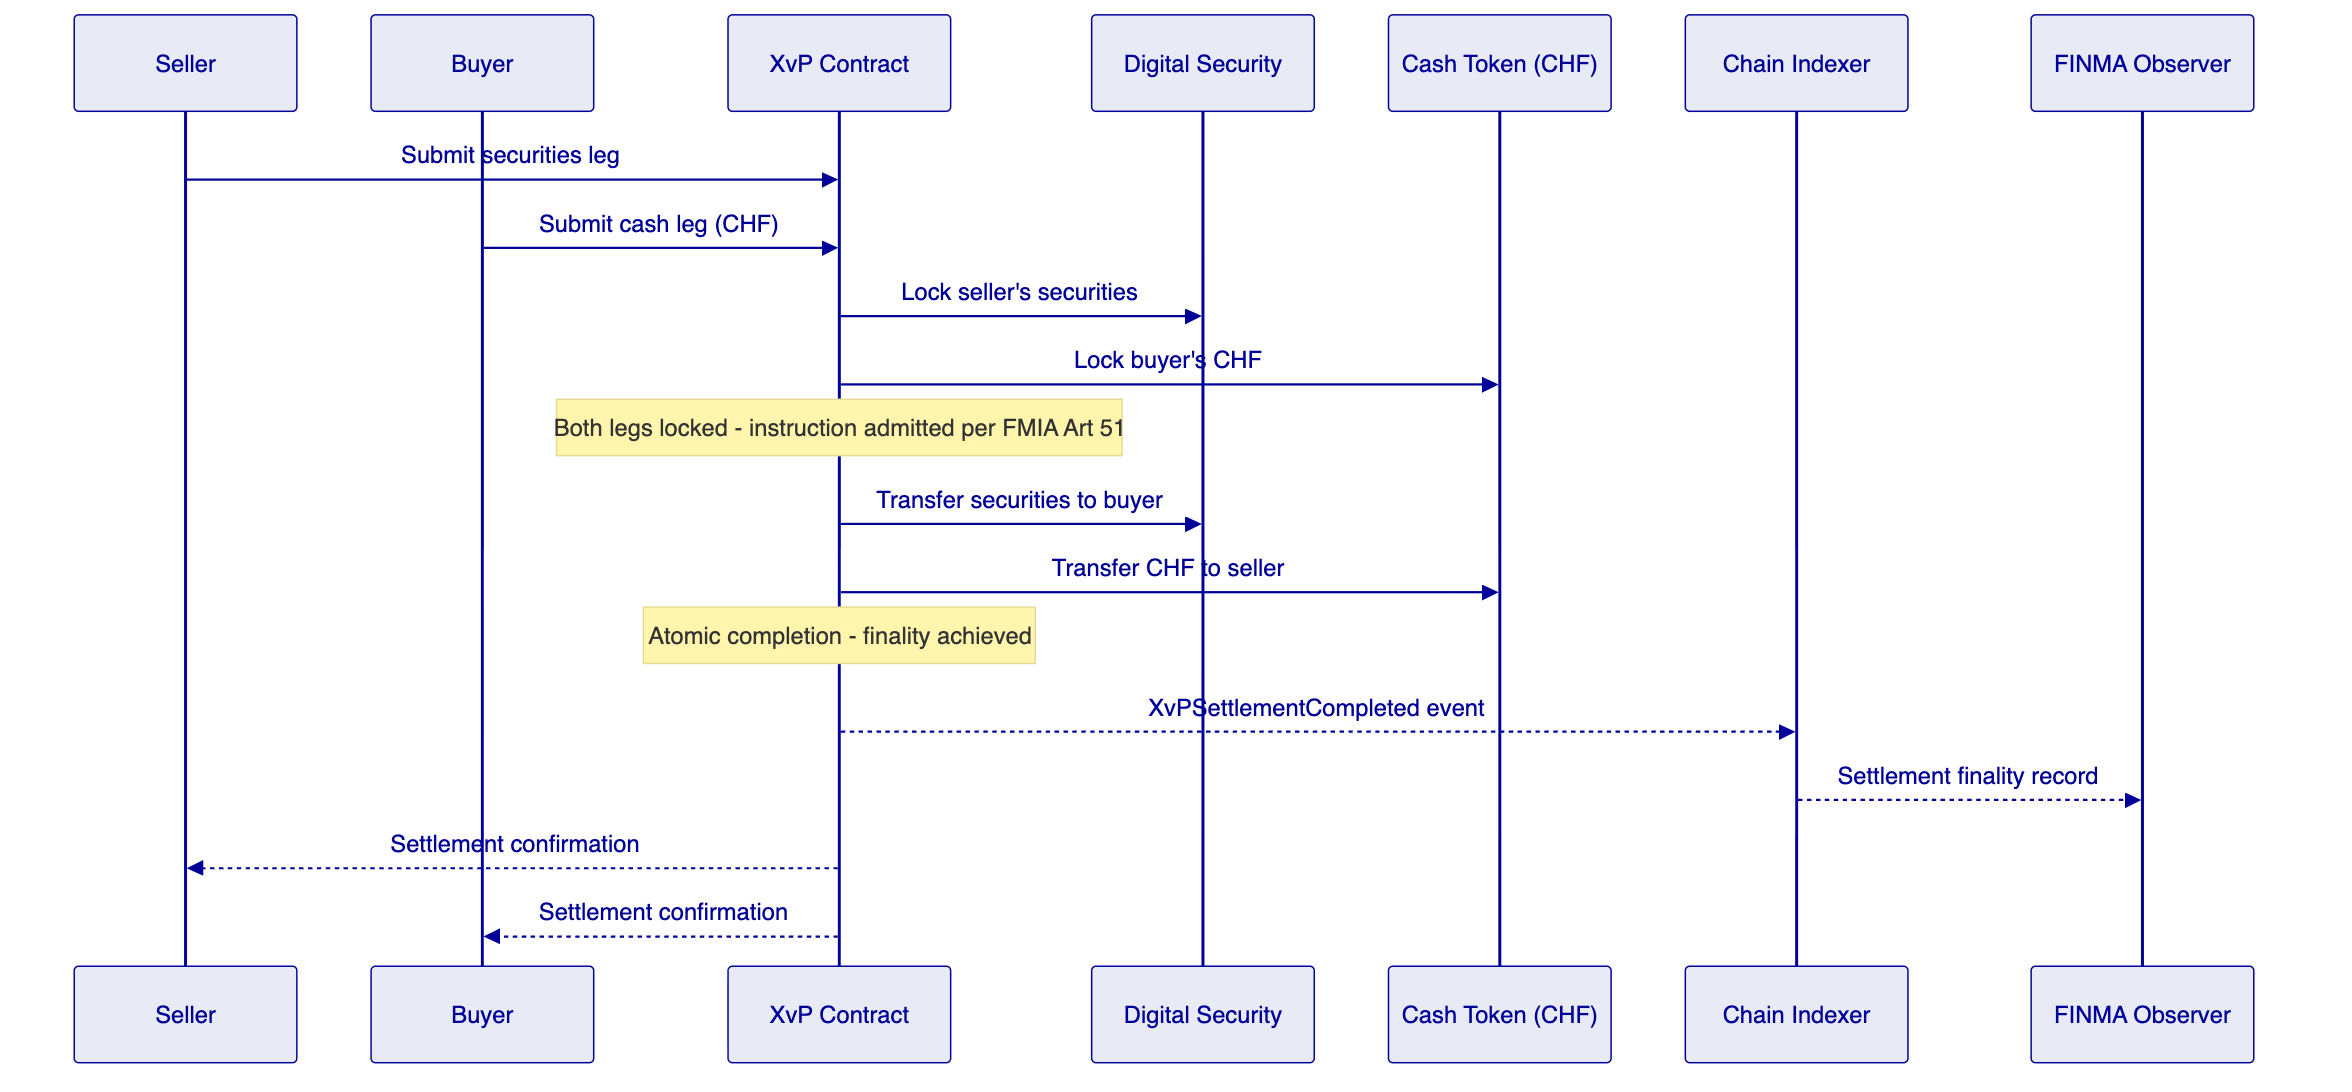 Seller
Buyer
XvP Contract
Digital Security
Cash Token (CHF)
Chain Indexer
FINMA Observer
Submit securities leg
Submit cash leg (CHF)
Lock seller's securities
Lock buyer's CHF
Both legs locked - instruction admitted per FMIA Art 51
Transfer securities to buyer
Transfer CHF to seller
Atomic completion - finality achieved
XvPSettlementCompleted event
Settlement finality record
Settlement confirmation
Settlement confirmation
Seller
Buyer
XvP Contract
Digital Security
Cash Token (CHF)
Chain Indexer
FINMA Observer